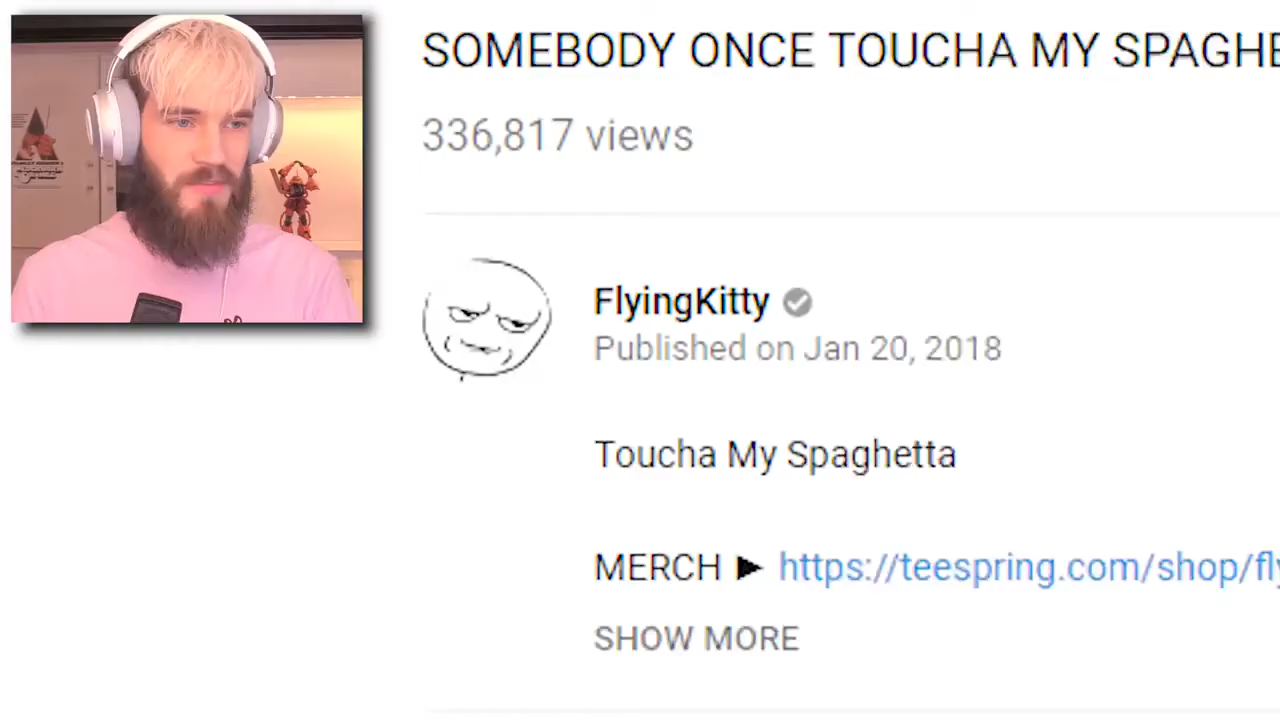 SOMEBODY ONCE TOUCHA MY SPAGHE
336,817 views
FlyingKitty
Published on Jan 20, 2018
Toucha My Spaghetta
MERCH ► https://teespring.com/shop/fly
SHOW MORE